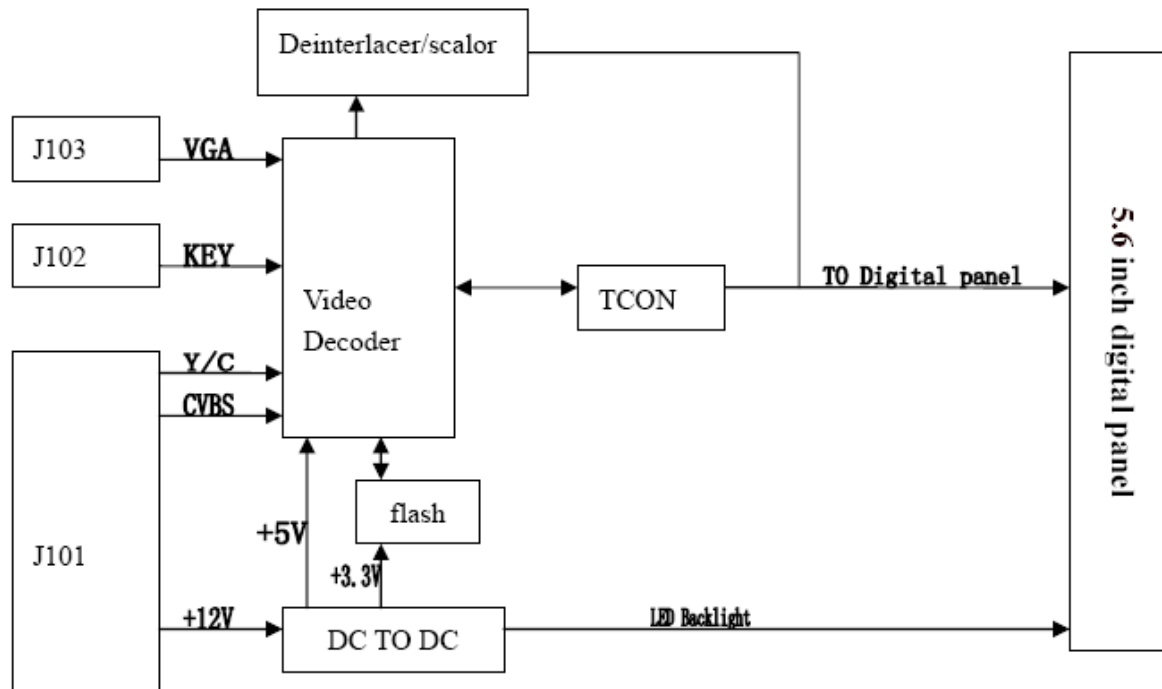 Deinterlacer/scalor
J103
VGA
J102
KEY
Video
Decoder
TCON
TO Digital panel
5.6 inch digital panel
Y/C
CVBS
J101
flash
+5V
+3.3V
+12V
DC TO DC
LED Backlight